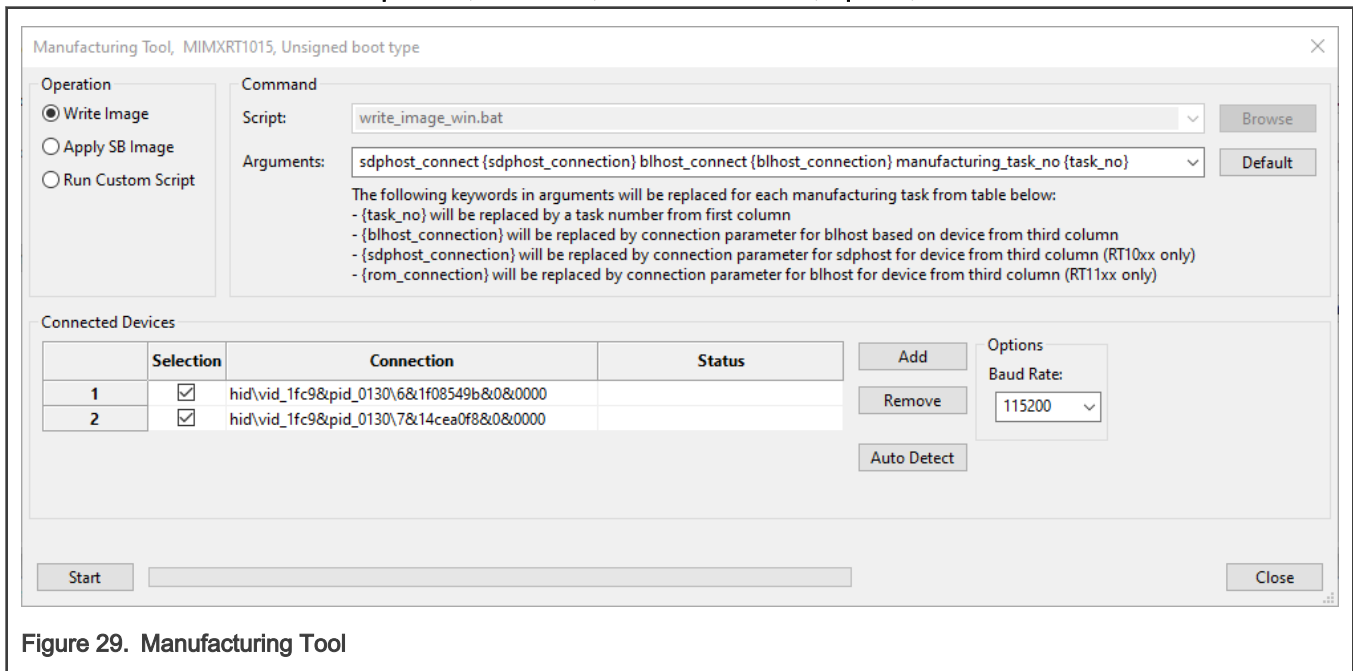 Manufacturing Tool, MIMXRT1015, Unsigned boot type
Operation
Write Image
Apply SB Image
Run Custom Script
Command
Script: write_image_win.bat Browse
Arguments: sdphost_connect {sdphost_connection} blhost_connect {blhost_connection} manufacturing_task_no {task_no} Default
The following keywords in arguments will be replaced for each manufacturing task from table below:
- {task_no} will be replaced by a task number from first column
- {blhost_connection} will be replaced by connection parameter for blhost based on device from third column
- {sdphost_connection} will be replaced by connection parameter for sdphost for device from third column (RT10xx only)
- {rom_connection} will be replaced by connection parameter for blhost for device from third column (RT11xx only)
Connected Devices
Selection Connection Status
1 hid\vid_1fc9&pid_0130\6&1f08549b&0&0000
2 hid\vid_1fc9&pid_0130\7&14cea0f8&0&0000
Add
Remove
Auto Detect
Options
Baud Rate:
115200
Start
Close
Figure 29. Manufacturing Tool